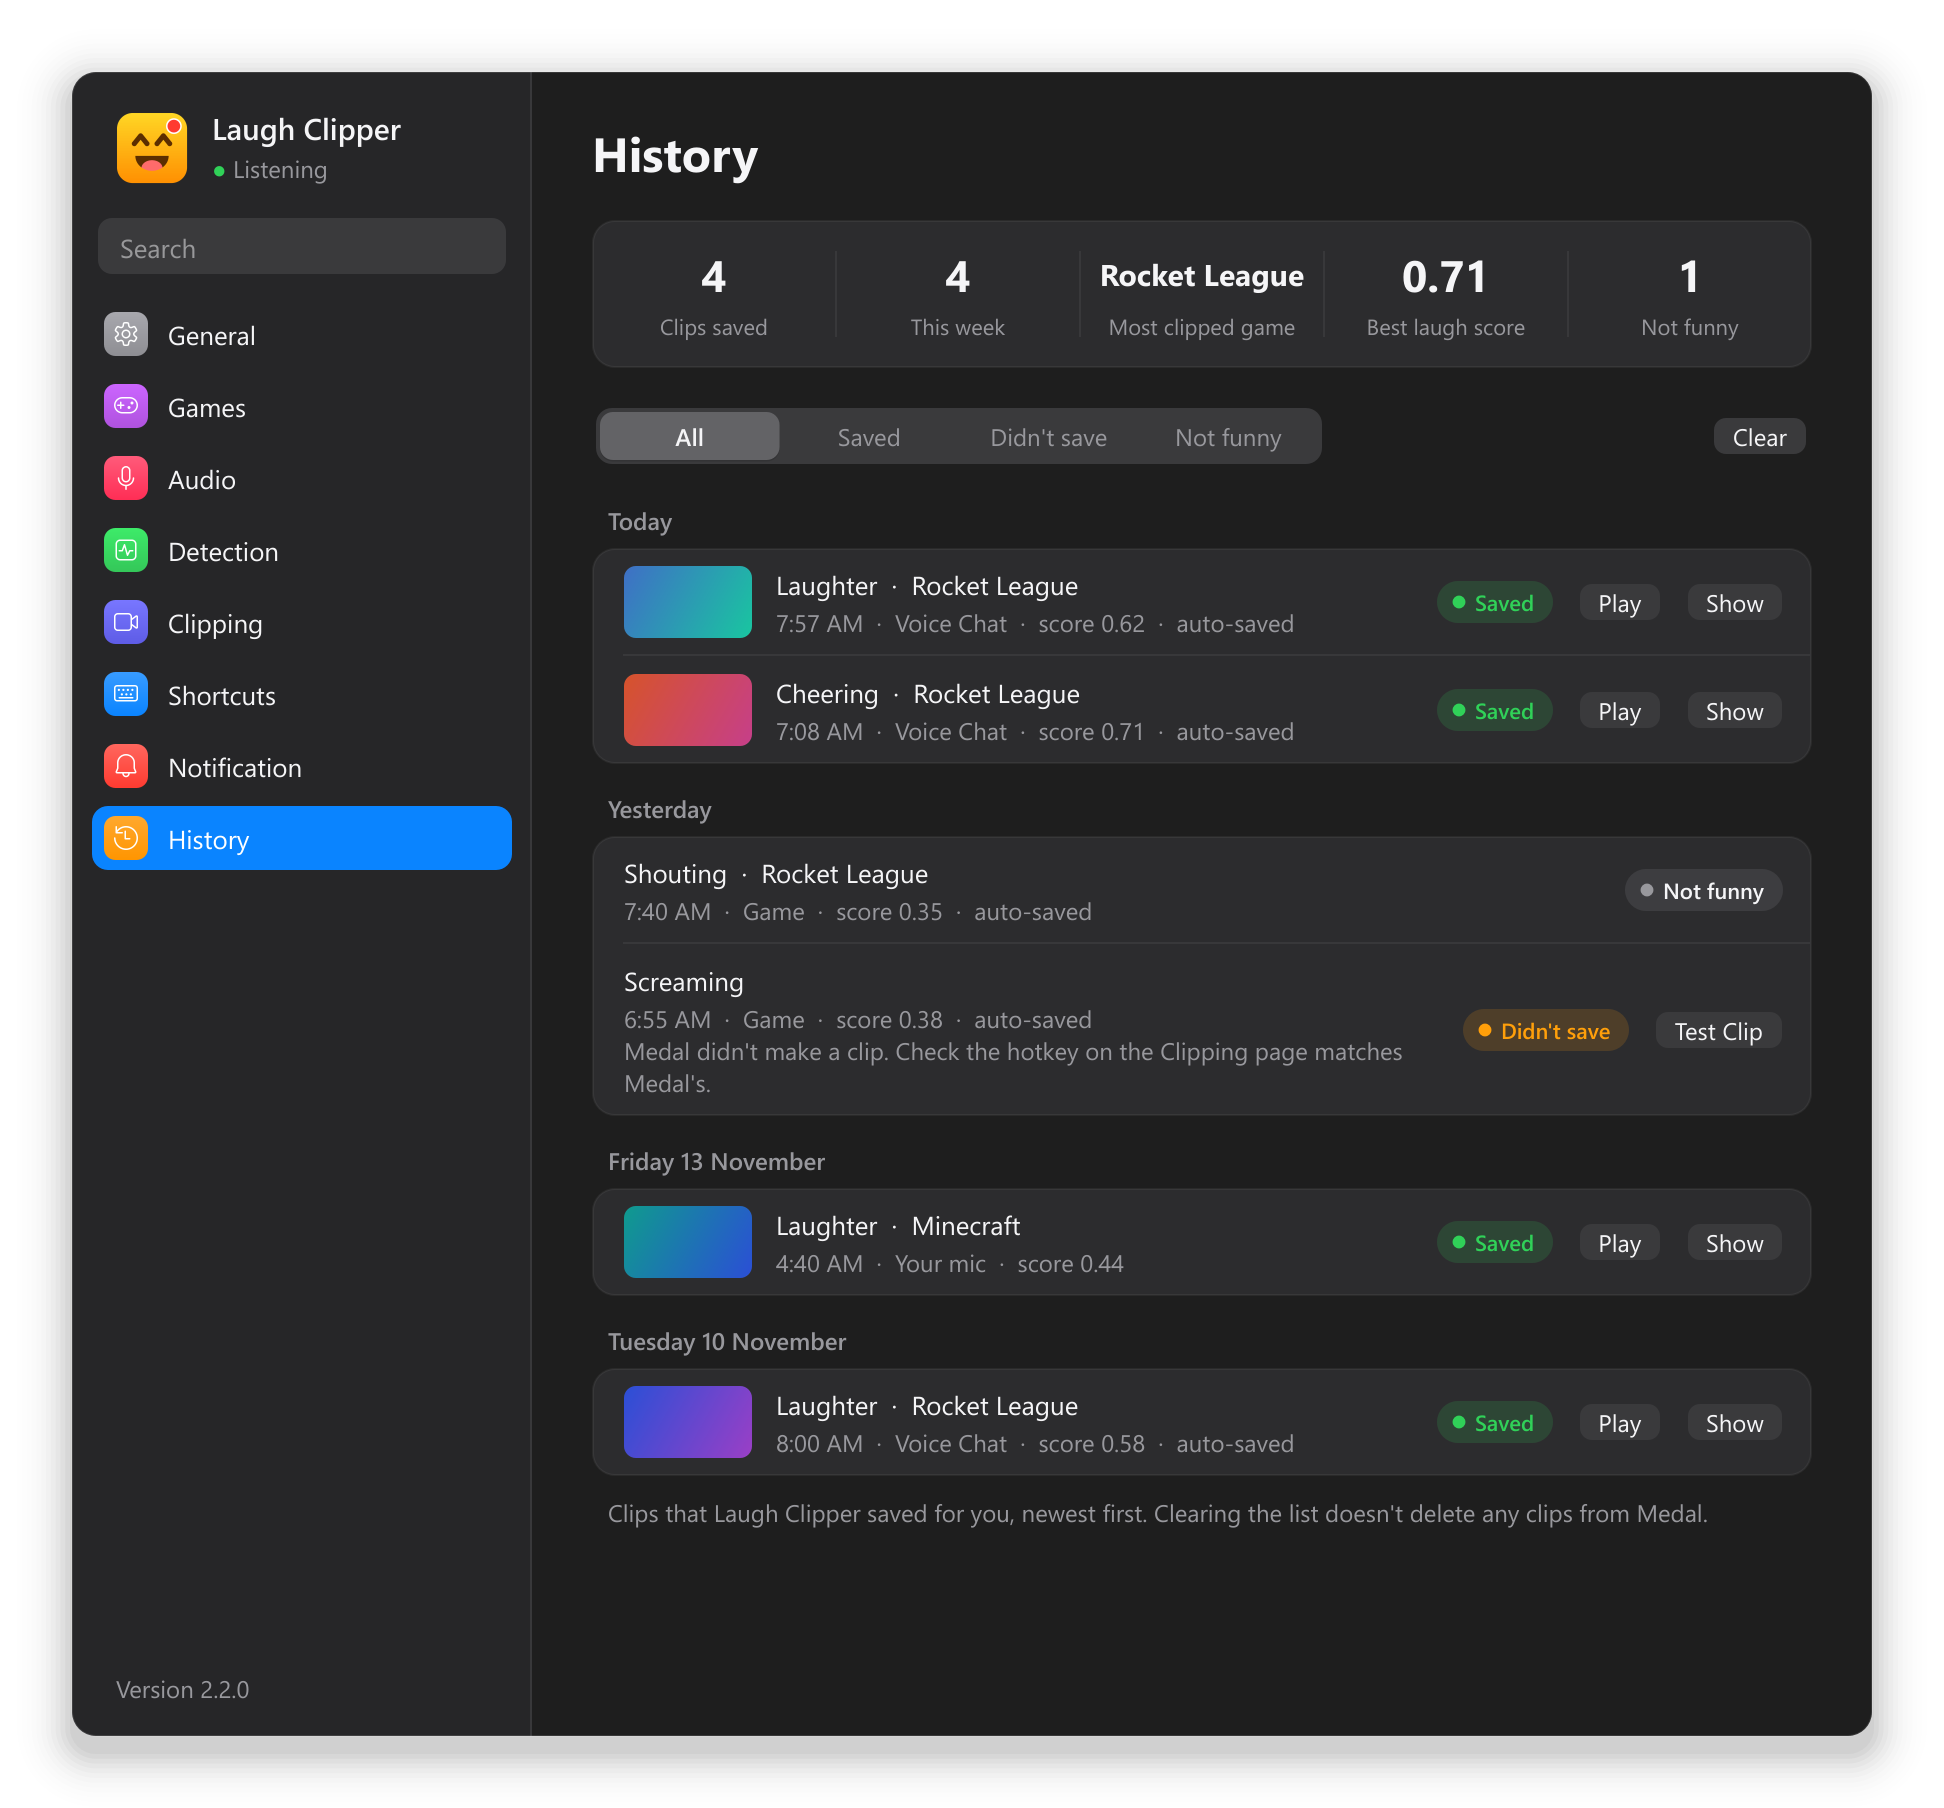 Laugh Clipper
Listening
Search
General
Games
Audio
Detection
Clipping
Shortcuts
Notification
History
Version 2.2.0
History
4
Clips saved
4
This week
Rocket League
Most clipped game
0.71
Best laugh score
1
Not funny
All Saved Didn't save Not funny Clear
Today
Laughter · Rocket League
7:57 AM · Voice Chat · score 0.62 · auto-saved
Saved Play Show
Cheering · Rocket League
7:08 AM · Voice Chat · score 0.71 · auto-saved
Saved Play Show
Yesterday
Shouting · Rocket League
7:40 AM · Game · score 0.35 · auto-saved
Not funny
Screaming
6:55 AM · Game · score 0.38 · auto-saved
Medal didn't make a clip. Check the hotkey on the Clipping page matches
Medal's.
Didn't save Test Clip
Friday 13 November
Laughter · Minecraft
4:40 AM · Your mic · score 0.44
Saved Play Show
Tuesday 10 November
Laughter · Rocket League
8:00 AM · Voice Chat · score 0.58 · auto-saved
Saved Play Show
Clips that Laugh Clipper saved for you, newest first. Clearing the list doesn't delete any clips from Medal.